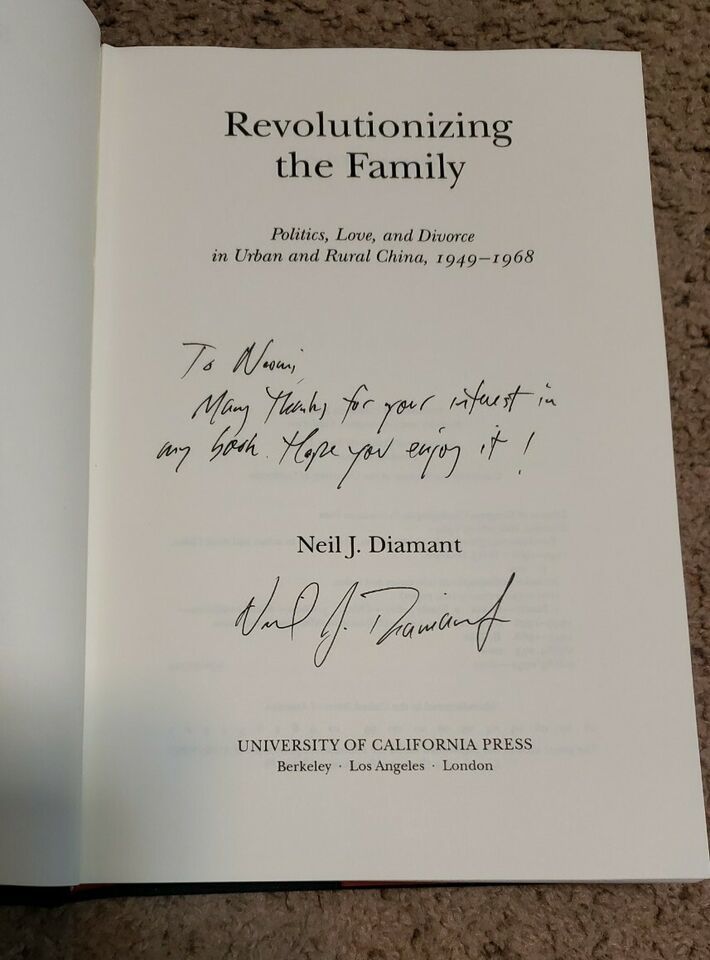 Revolutionizing
the Family
Politics, Love, and Divorce
in Urban and Rural China, 1949–1968
To Naomi,
Many thanks for your interest in
my book. Hope you enjoy it!
Neil J. Diamant
Neil J. Diamant
UNIVERSITY OF CALIFORNIA PRESS
Berkeley · Los Angeles · London